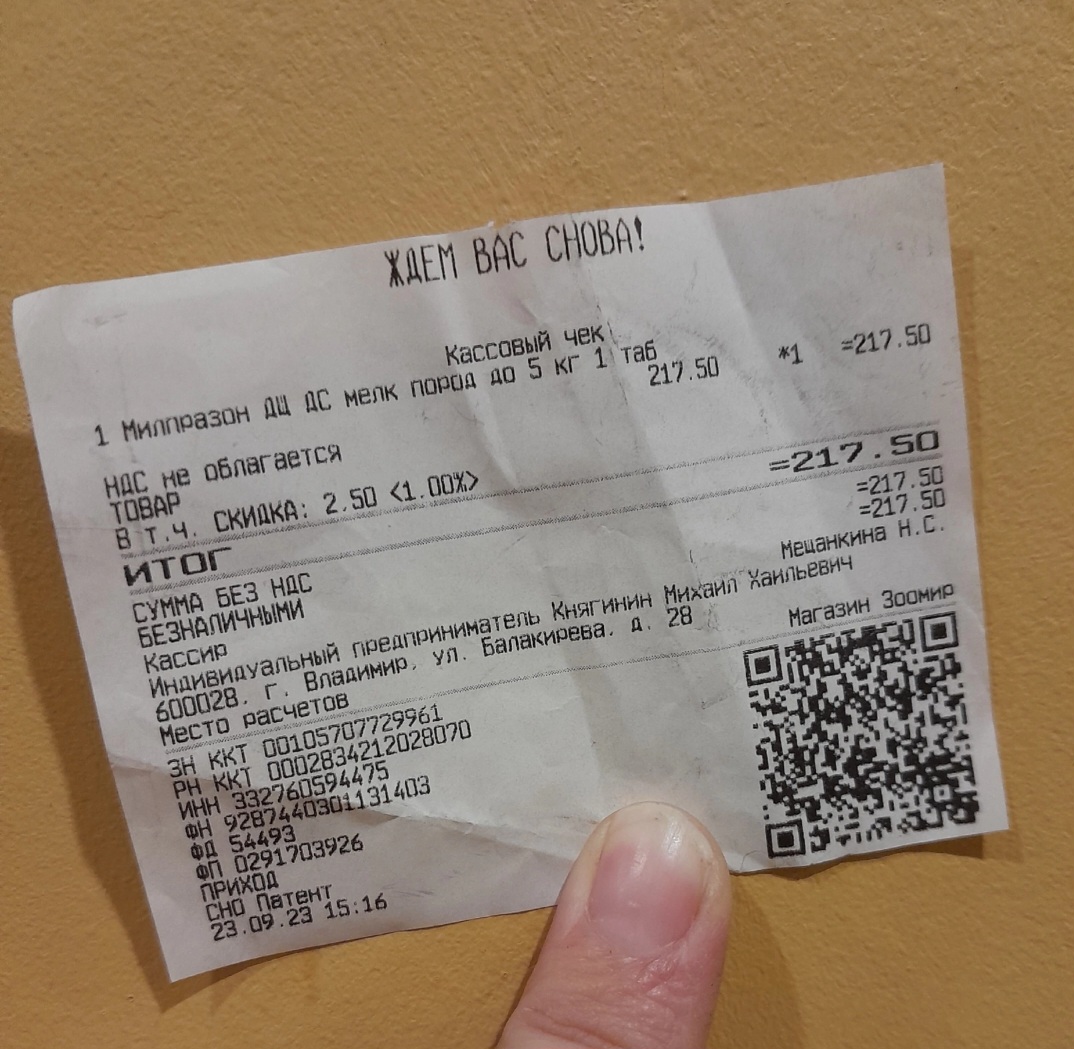 ЖДЕМ ВАС СНОВА!
Кассовый чек
1 Милпразон ДЩ ДС мелк пород до 5 кг 1 таб
217.50 *1 =217.50
НДС не облагается
ТОВАР
В Т.Ч. СКИДКА: 2.50 <1.00%>
ИТОГ =217.50
СУММА БЕЗ НДС =217.50
БЕЗНАЛИЧНЫМИ =217.50
Кассир Мещанкина Н.С.
Индивидуальный предприниматель Княгинин Михаил Хаильевич
600028, г. Владимир, ул. Балакирева, д. 28
Место расчетов Магазин Зоомир
ЗН ККТ 00105707729961
РН ККТ 0002834212028070
ИНН 332760594475
ФН 9287440301131403
ФД 54493
ФП 0291703926
ПРИХОД
СНО Патент
23.09.23 15:16